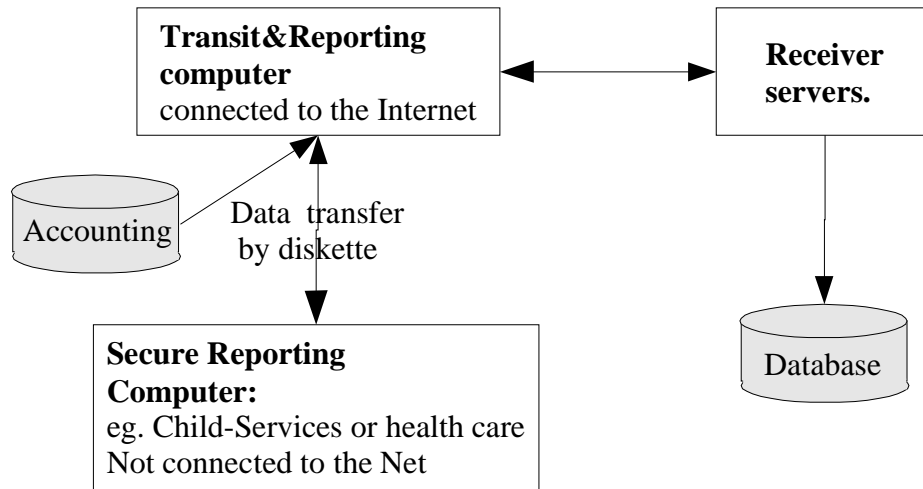 Transit&Reporting
computer
connected to the Internet
Receiver
servers.
Accounting
Data transfer
by diskette
Secure Reporting
Computer:
eg. Child-Services or health care
Not connected to the Net
Database